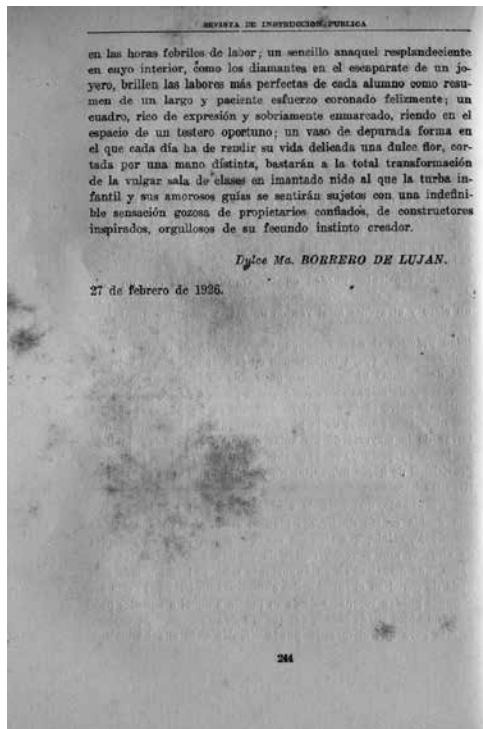 REVISTA DE INSTRUCCION PUBLICA
en las horas febriles de labor; un sencillo anaquel resplandeciente
en cuyo interior, como los diamantes en el escaparate de un jo-
yero, brillen las labores más perfectas de cada alumno como resu-
men de un largo y paciente esfuerzo coronado felizmente; un
cuadro, rico de expresión y sobriamente enmarcado, riendo en el
espacio de un testero oportuno; un vaso de depurada forma en
el que cada día ha de rendir su vida delicada una dulce flor, cor-
tada por una mano distinta, bastarán a la total transformación
de la vulgar sala de clases en imantado nido al que la turba in-
fantil y sus amorosos guías se sentirán sujetos con una indefini-
ble sensación gozosa de propietarios confiados, de constructores
inspirados, orgullosos de su fecundo instinto creador.
Dylce Ma. BORRERO DE LUJAN.
27 de febrero de 1926.
244